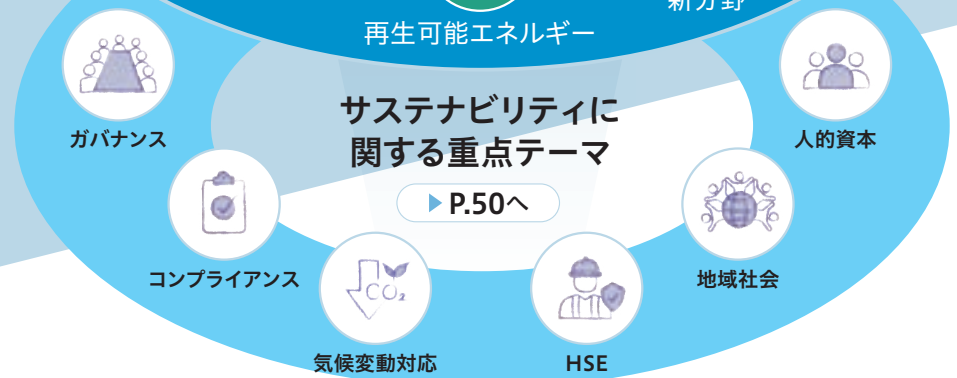 新分野
再生可能エネルギー
サステナビリティに
関する重点テーマ
P.50へ
ガバナンス
人的資本
コンプライアンス
地域社会
CO₂
気候変動対応
HSE